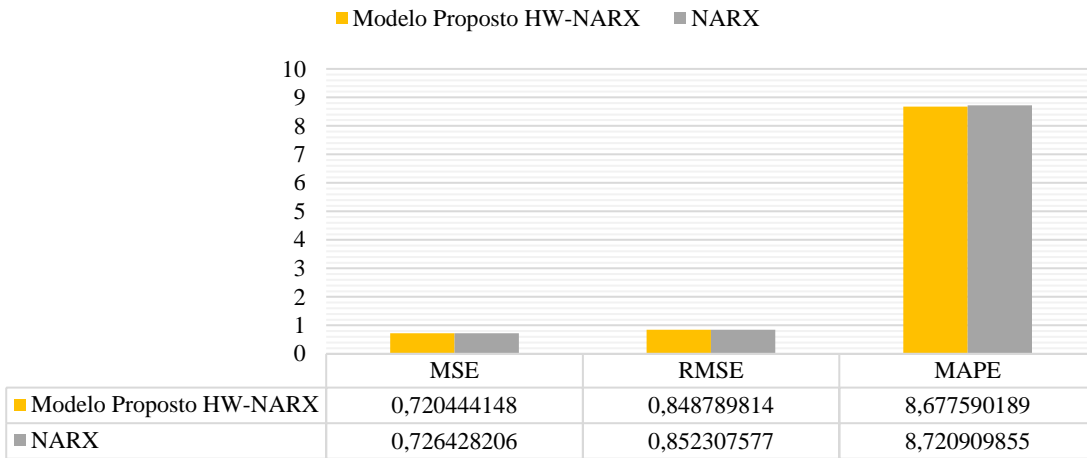 Modelo Proposto HW-NARX NARX
10
9
8
7
6
5
4
3
2
1
0
MSE RMSE MAPE
Modelo Proposto HW-NARX 0,720444148 0,848789814 8,677590189
NARX 0,726428206 0,852307577 8,720909855